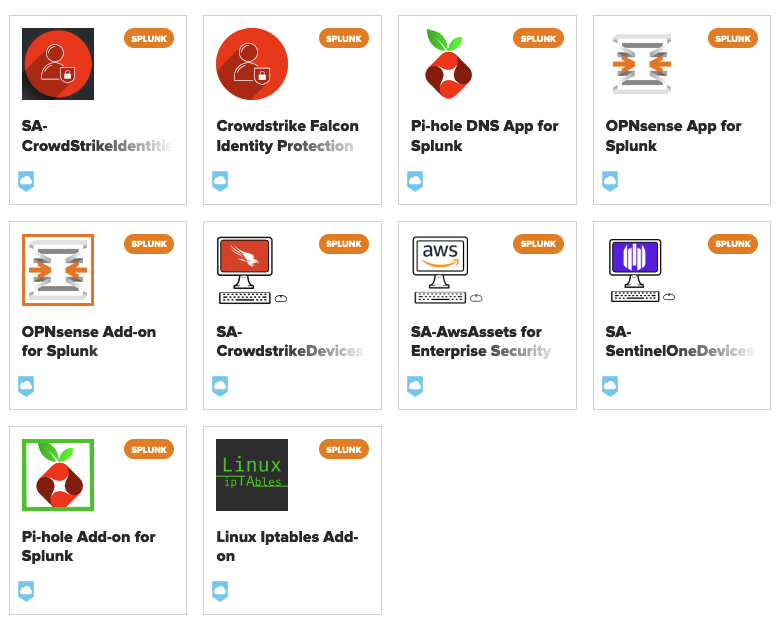 SPLUNK
SA-
CrowdStrikeIdentitie
SPLUNK
Crowdstrike Falcon
Identity Protection
SPLUNK
Pi-hole DNS App for
Splunk
SPLUNK
OPNsense App for
Splunk
SPLUNK
OPNsense Add-on
for Splunk
SPLUNK
SA-
CrowdstrikeDevices
aws
SPLUNK
SA-AwsAssets for
Enterprise Security
SPLUNK
SA-
SentinelOneDevices
SPLUNK
Pi-hole Add-on for
Splunk
Linux
ipTAbles
SPLUNK
Linux Iptables Add-
on